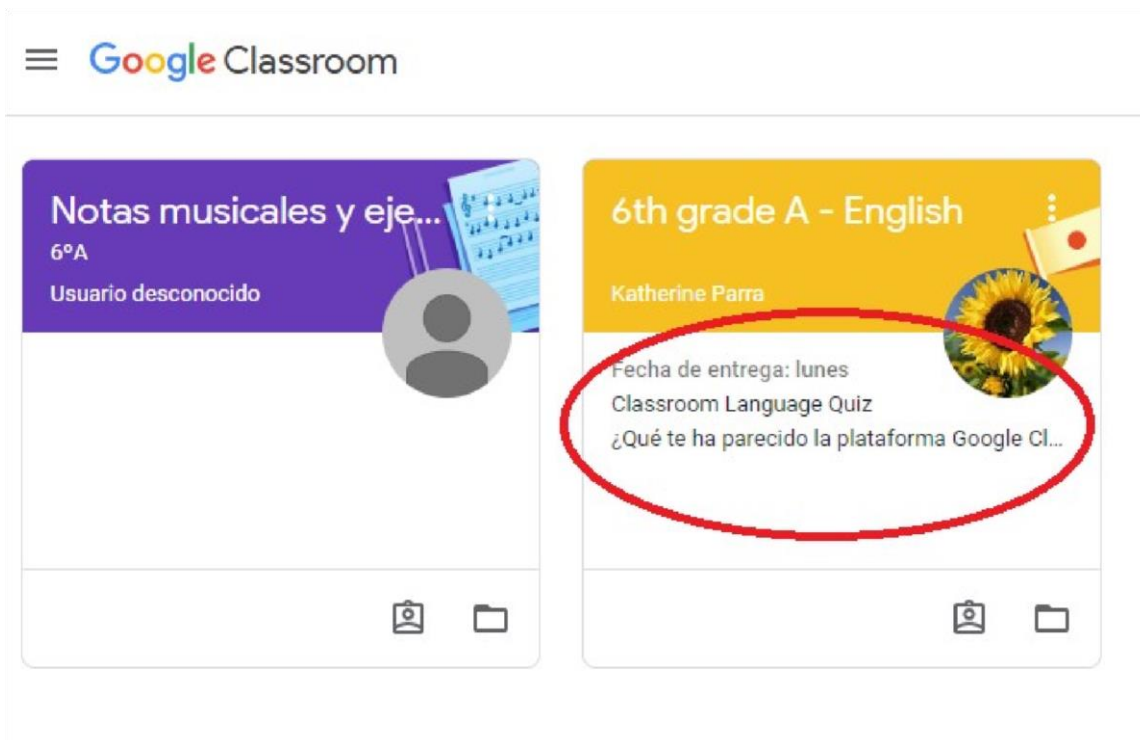 Google Classroom
Notas musicales y eje...
6ºA
Usuario desconocido
6th grade A - English
Katherine Parra
Fecha de entrega: lunes
Classroom Language Quiz
¿Qué te ha parecido la plataforma Google Cl...